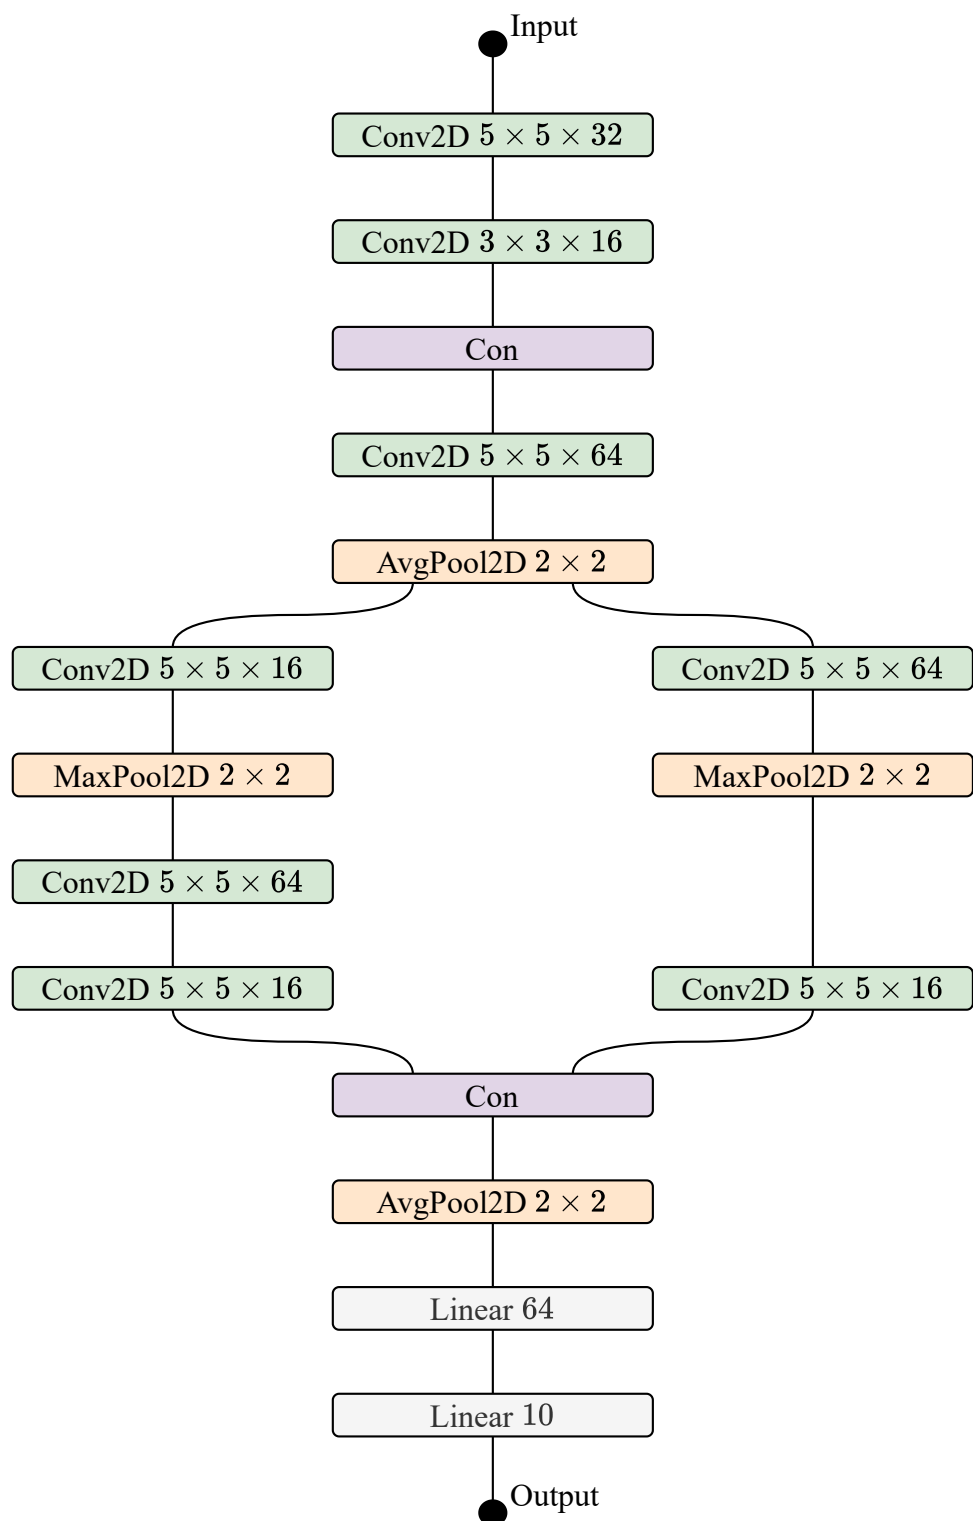 Input
Conv2D 5 × 5 × 32
Conv2D 3 × 3 × 16
Con
Conv2D 5 × 5 × 64
AvgPool2D 2 × 2
Conv2D 5 × 5 × 16
Conv2D 5 × 5 × 64
MaxPool2D 2 × 2
MaxPool2D 2 × 2
Conv2D 5 × 5 × 64
Conv2D 5 × 5 × 16
Conv2D 5 × 5 × 16
Con
AvgPool2D 2 × 2
Linear 64
Linear 10
Output